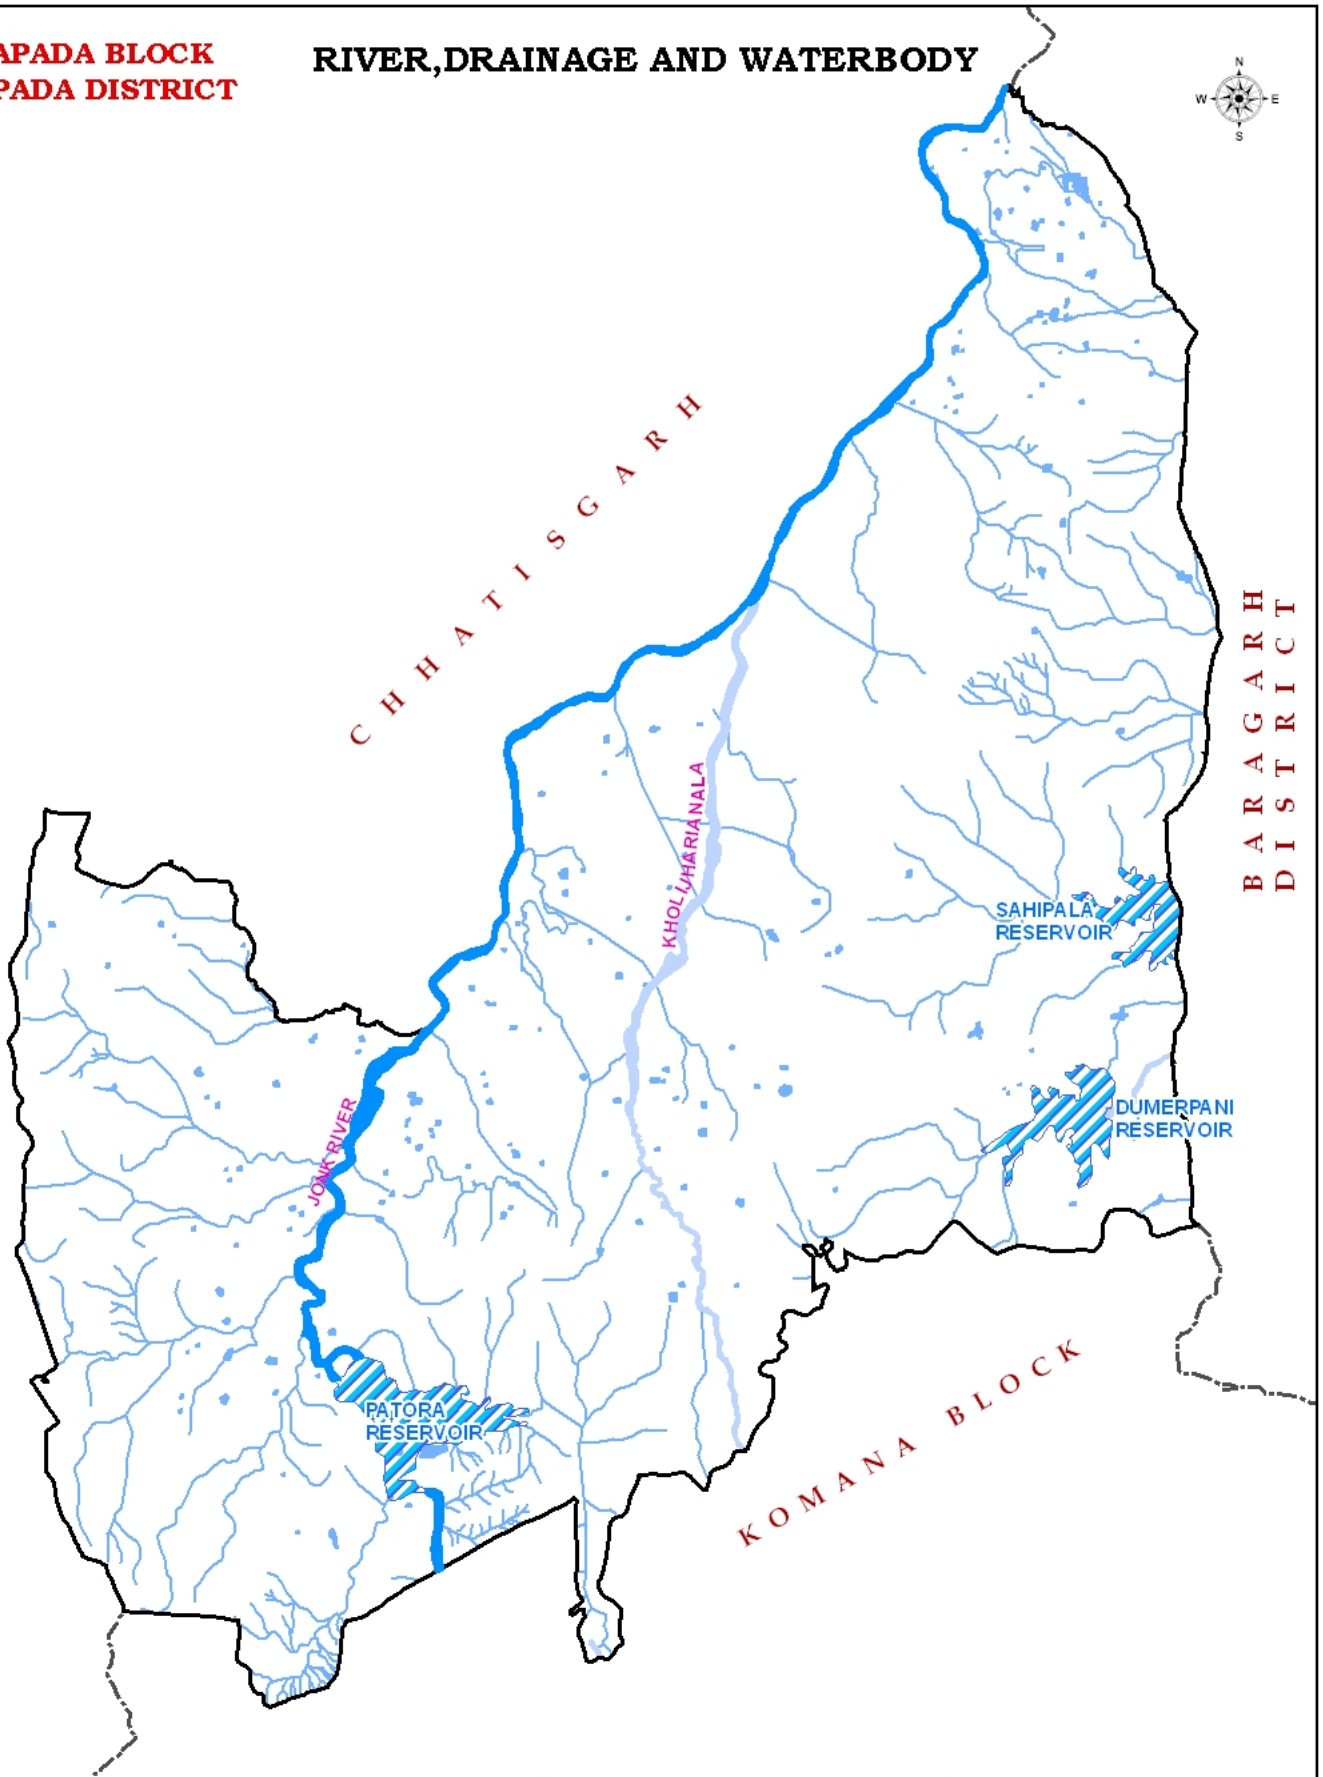 APADA BLOCK
PADA DISTRICT
RIVER,DRAINAGE AND WATERBODY
N
W E
S
CHHATISGARH
BARAGARH
DISTRICT
KHOLIJHARIANALA
SAHIPALA
RESERVOIR
DUMERPANI
RESERVOIR
JONK RIVER
PATORA
RESERVOIR
KOMANA BLOCK